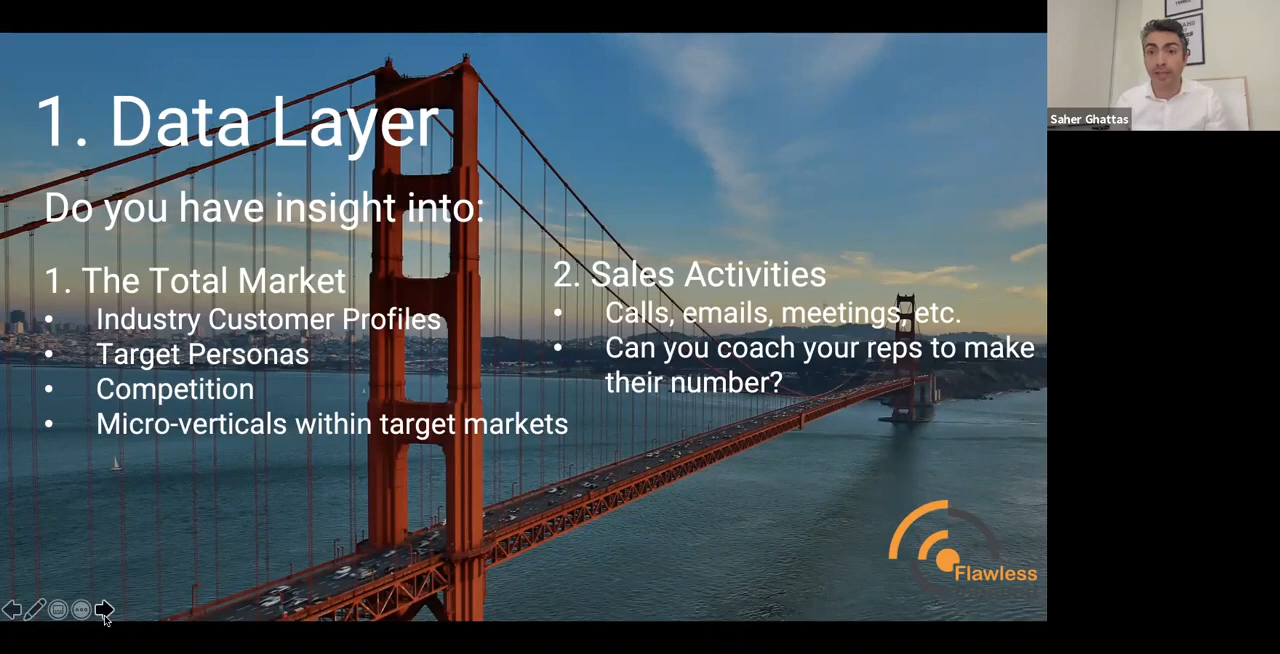 1. Data Layer
Do you have insight into:
1. The Total Market
• Industry Customer Profiles
• Target Personas
• Competition
• Micro-verticals within target markets
2. Sales Activities
• Calls, emails, meetings, etc.
• Can you coach your reps to make
their number?
Flawless
Saher Ghattas